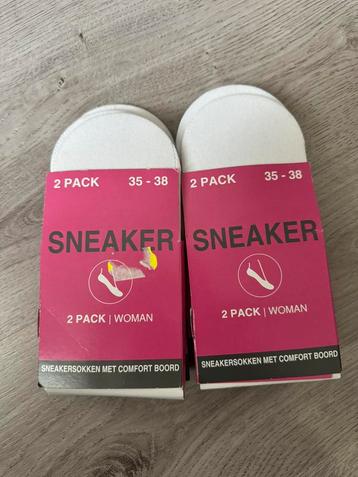 2 PACK 35 - 38
SNEAKER
2 PACK | WOMAN
SNEAKERSOKKEN MET COMFORT BOORD
2 PACK 35 - 38
SNEAKER
2 PACK | WOMAN
SNEAKERSOKKEN MET COMFORT BOORD